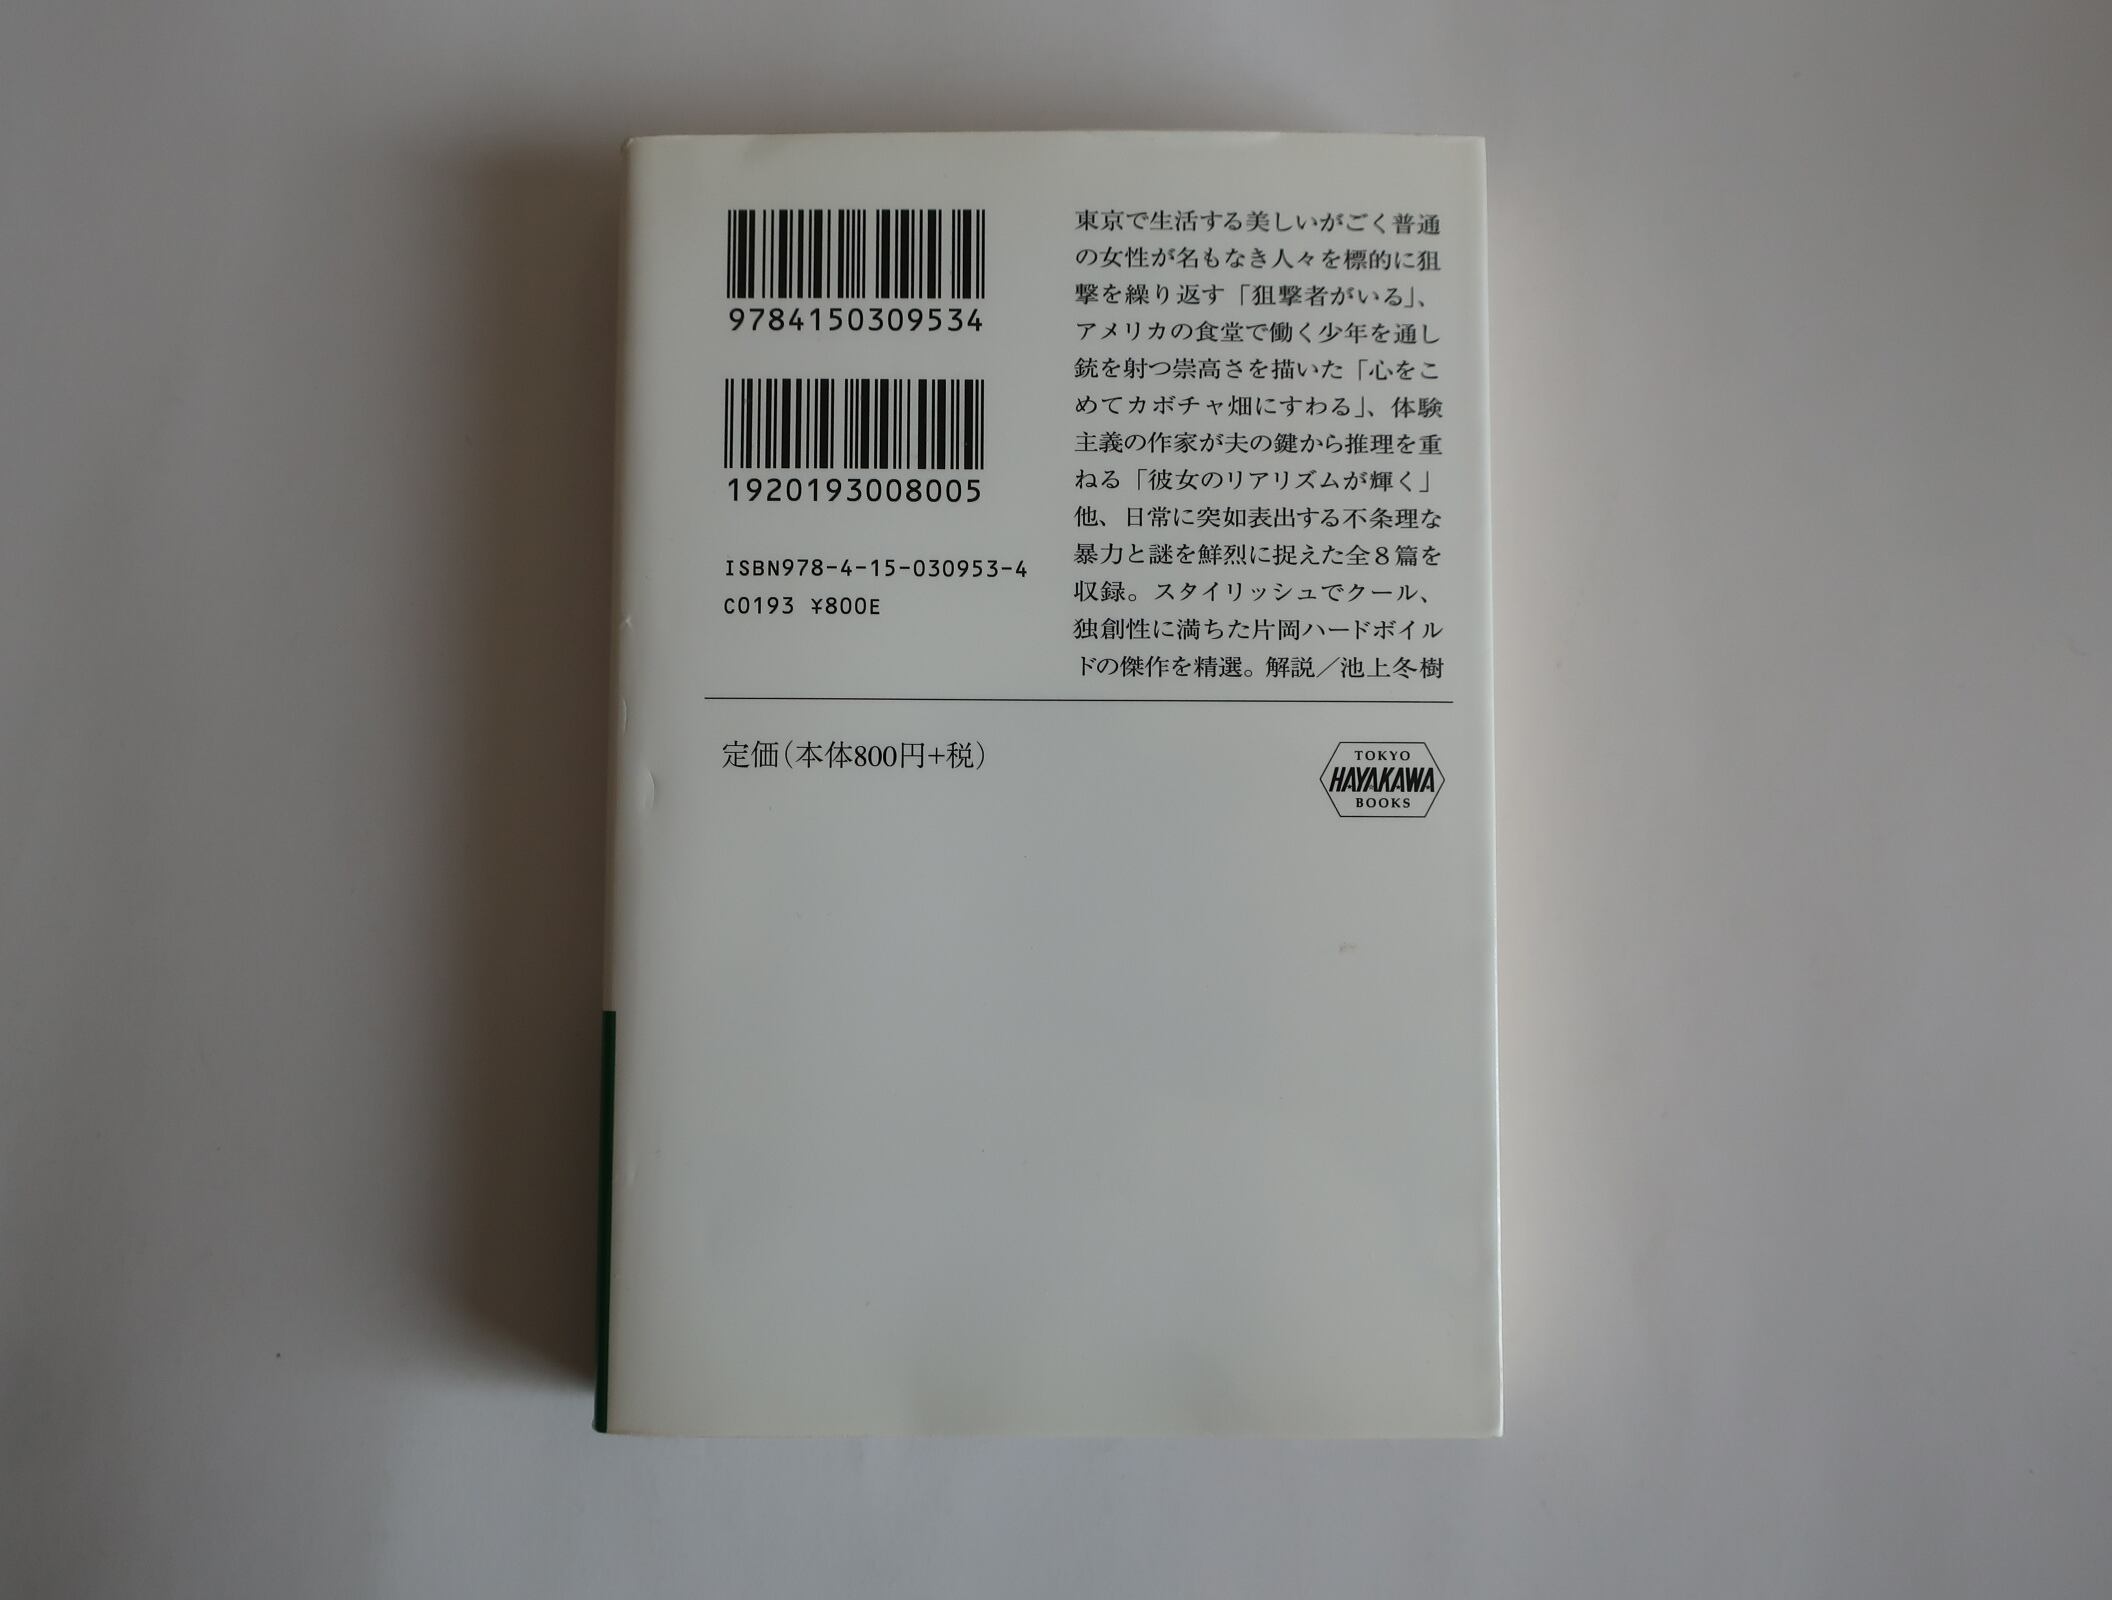 9784150309534
1920193008005
ISBN978-4-15-030953-4
C0193 ¥800E
東京で生活する美しいがごく普通
の女性が名もなき人々を標的に狙
撃を繰り返す「狙撃者がいる」、
アメリカの食堂で働く少年を通し
銃を射つ崇高さを描いた「心をこ
めてカボチャ畑にすわる」、体験
主義の作家が夫の鍵から推理を重
ねる「彼女のリアリズムが輝く」
他、日常に突如表出する不条理な
暴力と謎を鮮烈に捉えた全8篇を
収録。スタイリッシュでクール、
独創性に満ちた片岡ハードボイル
ドの傑作を精選。解説／池上冬樹
定価(本体800円+税)
TOKYO
HAYAKAWA
BOOKS